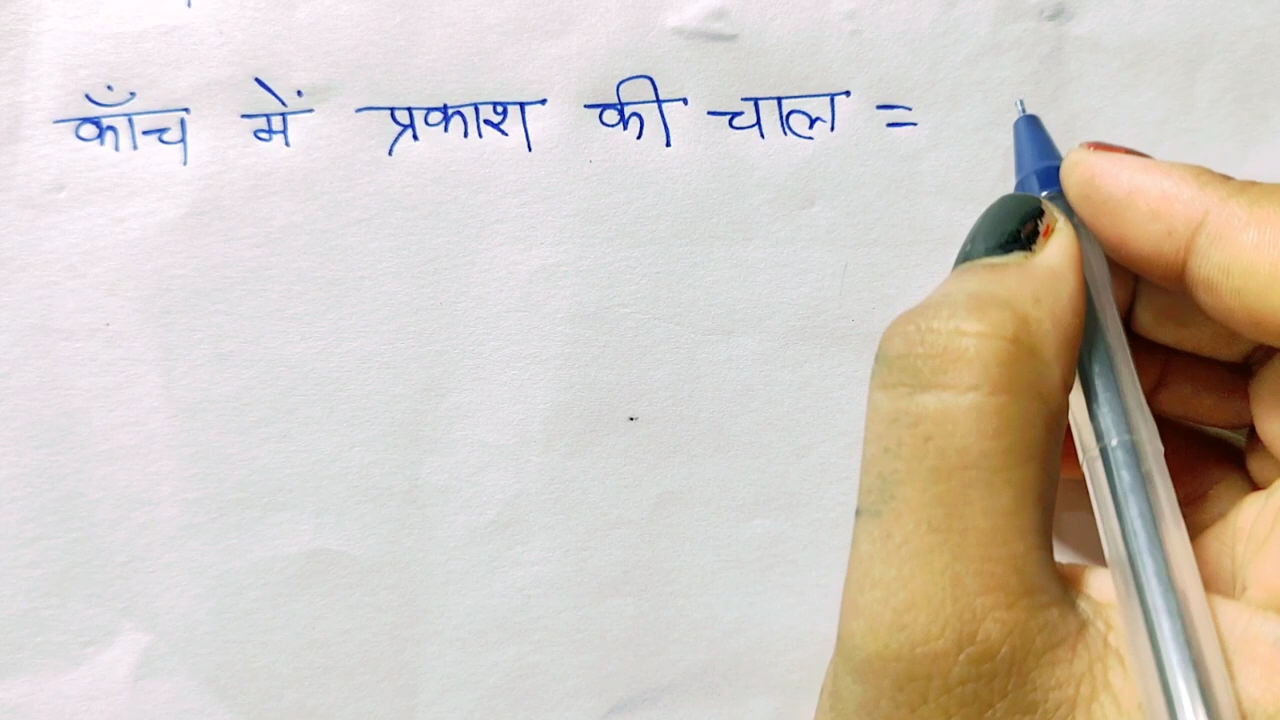 काँच में प्रकाश की चाल =